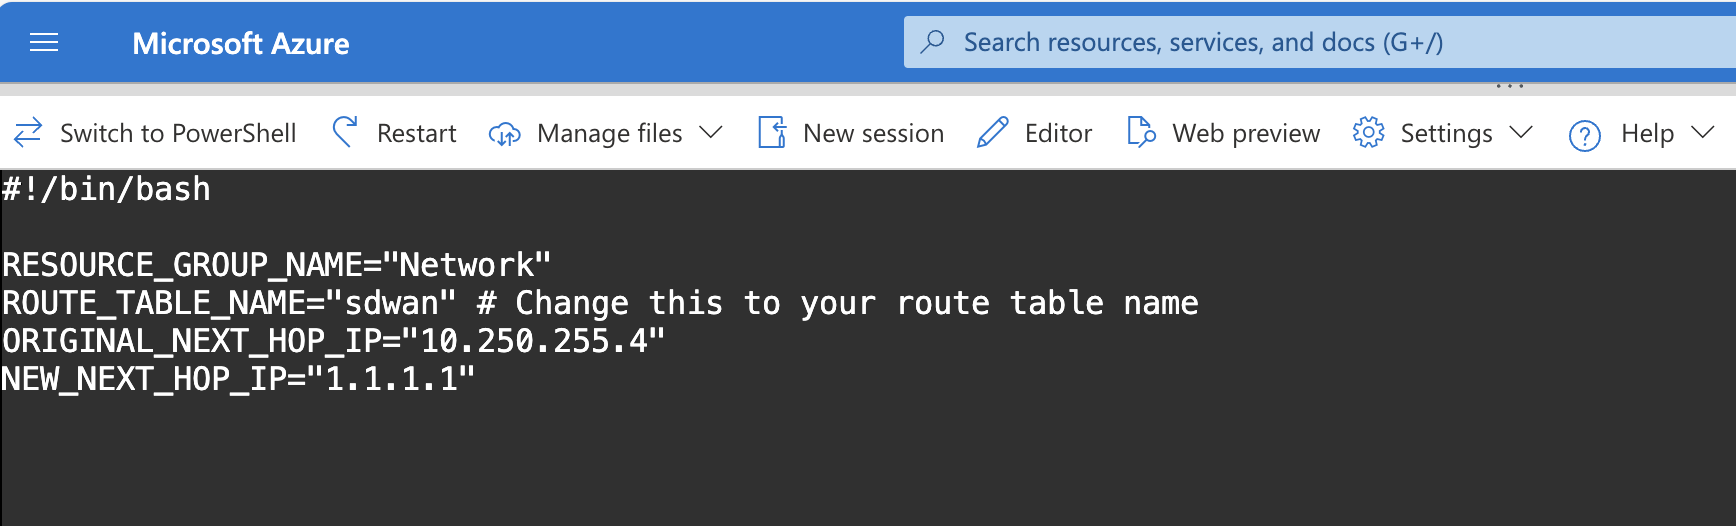 Microsoft Azure
Search resources, services, and docs (G+/)
Switch to PowerShell Restart Manage files New session Editor Web preview Settings Help
#!/bin/bash
RESOURCE_GROUP_NAME="Network"
ROUTE_TABLE_NAME="sdwan" # Change this to your route table name
ORIGINAL_NEXT_HOP_IP="10.250.255.4"
NEW_NEXT_HOP_IP="1.1.1.1"